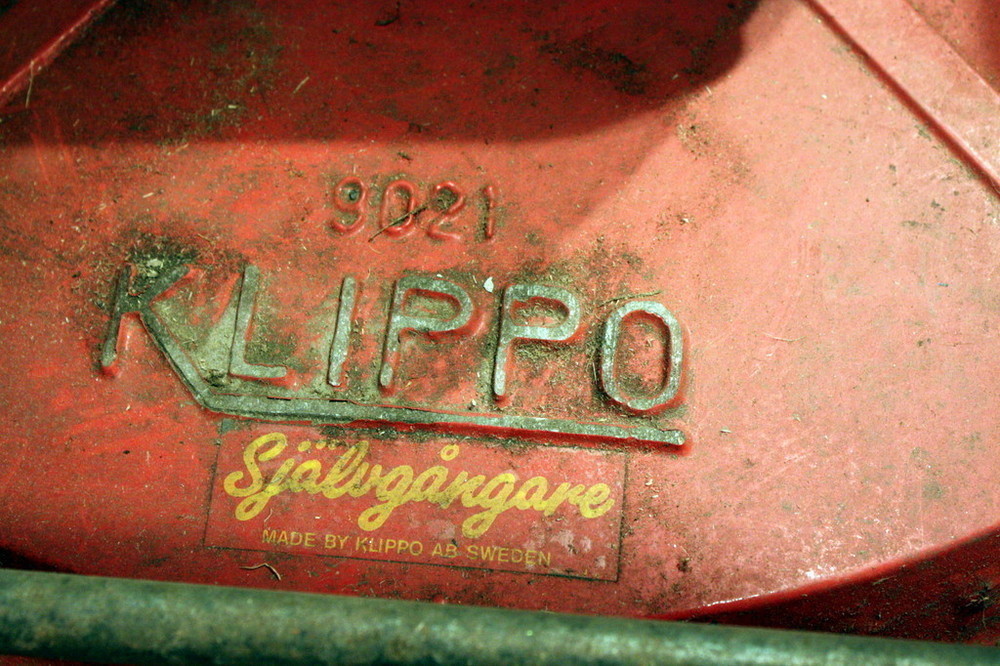 9021
KLIPPO
Självgångare
MADE BY KLIPPO AB SWEDEN